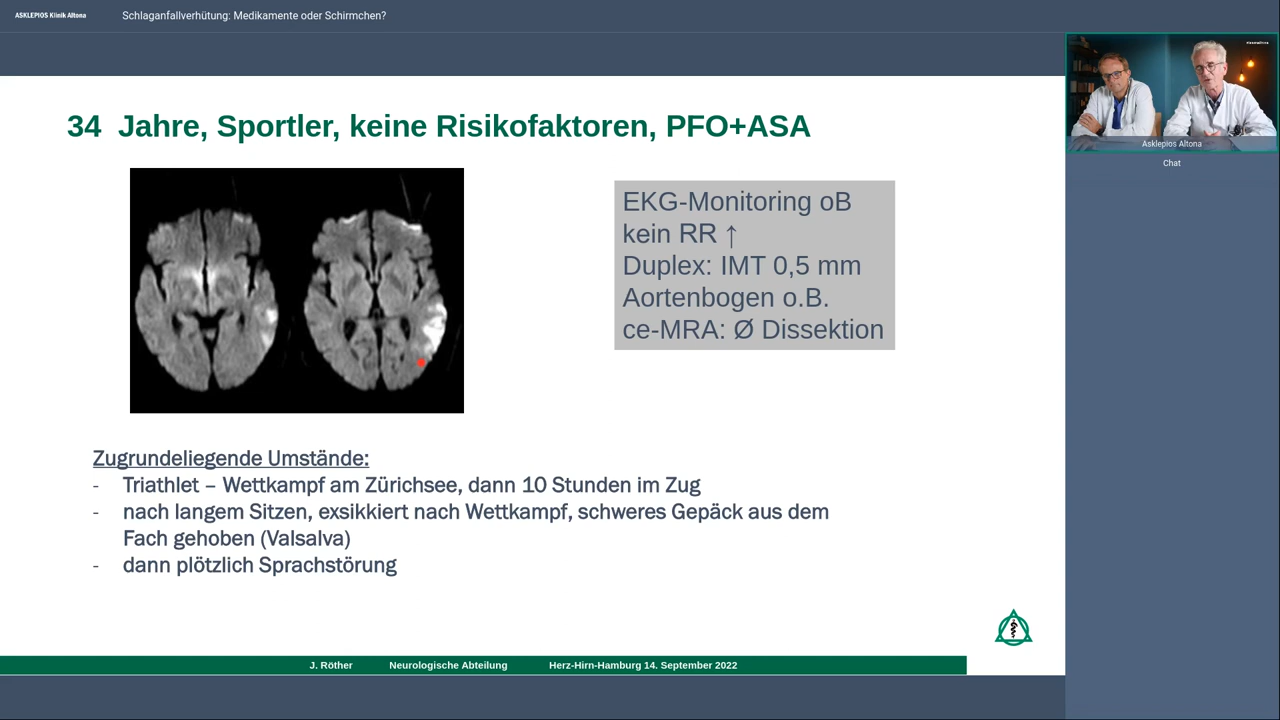 ASKLEPIOS Klinik Altona
Schlaganfallverhütung: Medikamente oder Schirmchen?
34 Jahre, Sportler, keine Risikofaktoren, PFO+ASA
EKG-Monitoring oB
kein RR ↑
Duplex: IMT 0,5 mm
Aortenbogen o.B.
ce-MRA: Ø Dissektion
Asklepios Altona
Chat
Zugrundeliegende Umstände:
- Triathlet – Wettkampf am Zürichsee, dann 10 Stunden im Zug
- nach langem Sitzen, exsikkiert nach Wettkampf, schweres Gepäck aus dem
Fach gehoben (Valsalva)
- dann plötzlich Sprachstörung
J. Röther Neurologische Abteilung Herz-Hirn-Hamburg 14. September 2022